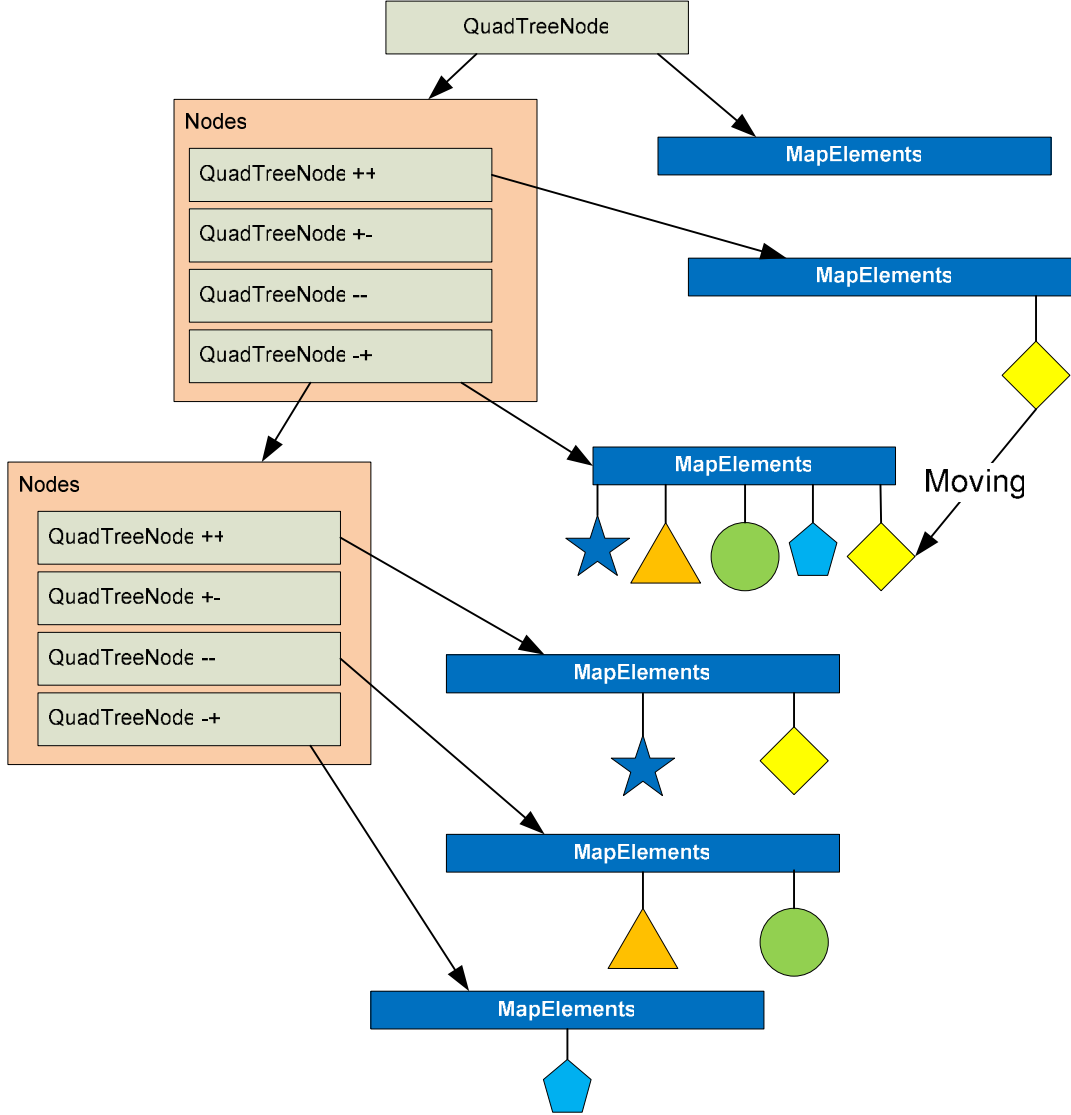 QuadTreeNode
Nodes
QuadTreeNode ++
QuadTreeNode +-
QuadTreeNode --
QuadTreeNode -+
MapElements
MapElements
Nodes
QuadTreeNode ++
QuadTreeNode +-
QuadTreeNode --
QuadTreeNode -+
MapElements
Moving
MapElements
MapElements
MapElements